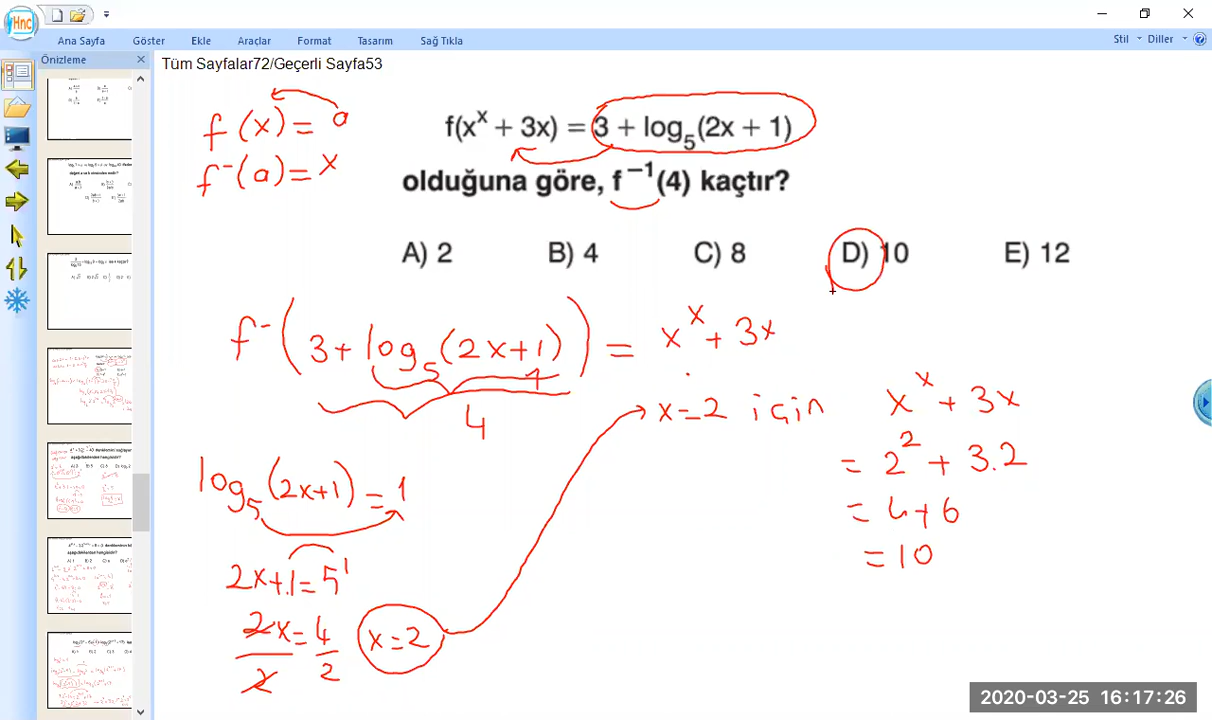 Hnc
Ana Sayfa Göster Ekle Araçlar Format Tasarım Sağ Tıkla Stil Diller
Önizleme
Tüm Sayfalar72/Geçerli Sayfa53
f(x) = a
f⁻(a) = x
f(xˣ + 3x) = 3 + log₅(2x + 1)
olduğuna göre, f⁻¹(4) kaçtır?
A) 2 B) 4 C) 8 D) 10 E) 12
f⁻(3+log₅(2x+1)) = xˣ + 3x
1
4
x=2 için
xˣ + 3x
= 2² + 3.2
= 4+6
= 10
log₅(2x+1) = 1
2x+1=5¹
2x=4
2 2
x=2
2020-03-25 16:17:26